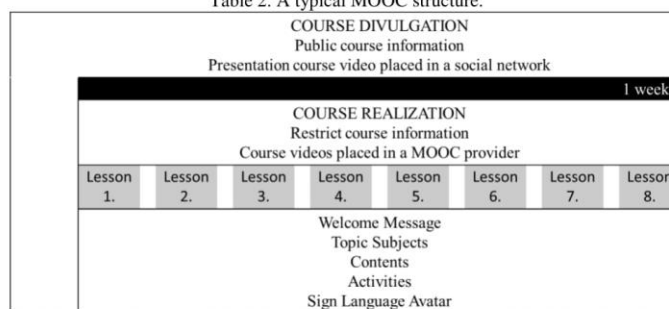 Table 2. A typical MOOC structure.
COURSE DIVULGATION
Public course information
Presentation course video placed in a social network
1 week
COURSE REALIZATION
Restrict course information
Course videos placed in a MOOC provider
Lesson 1.
Lesson 2.
Lesson 3.
Lesson 4.
Lesson 5.
Lesson 6.
Lesson 7.
Lesson 8.
Welcome Message
Topic Subjects
Contents
Activities
Sign Language Avatar